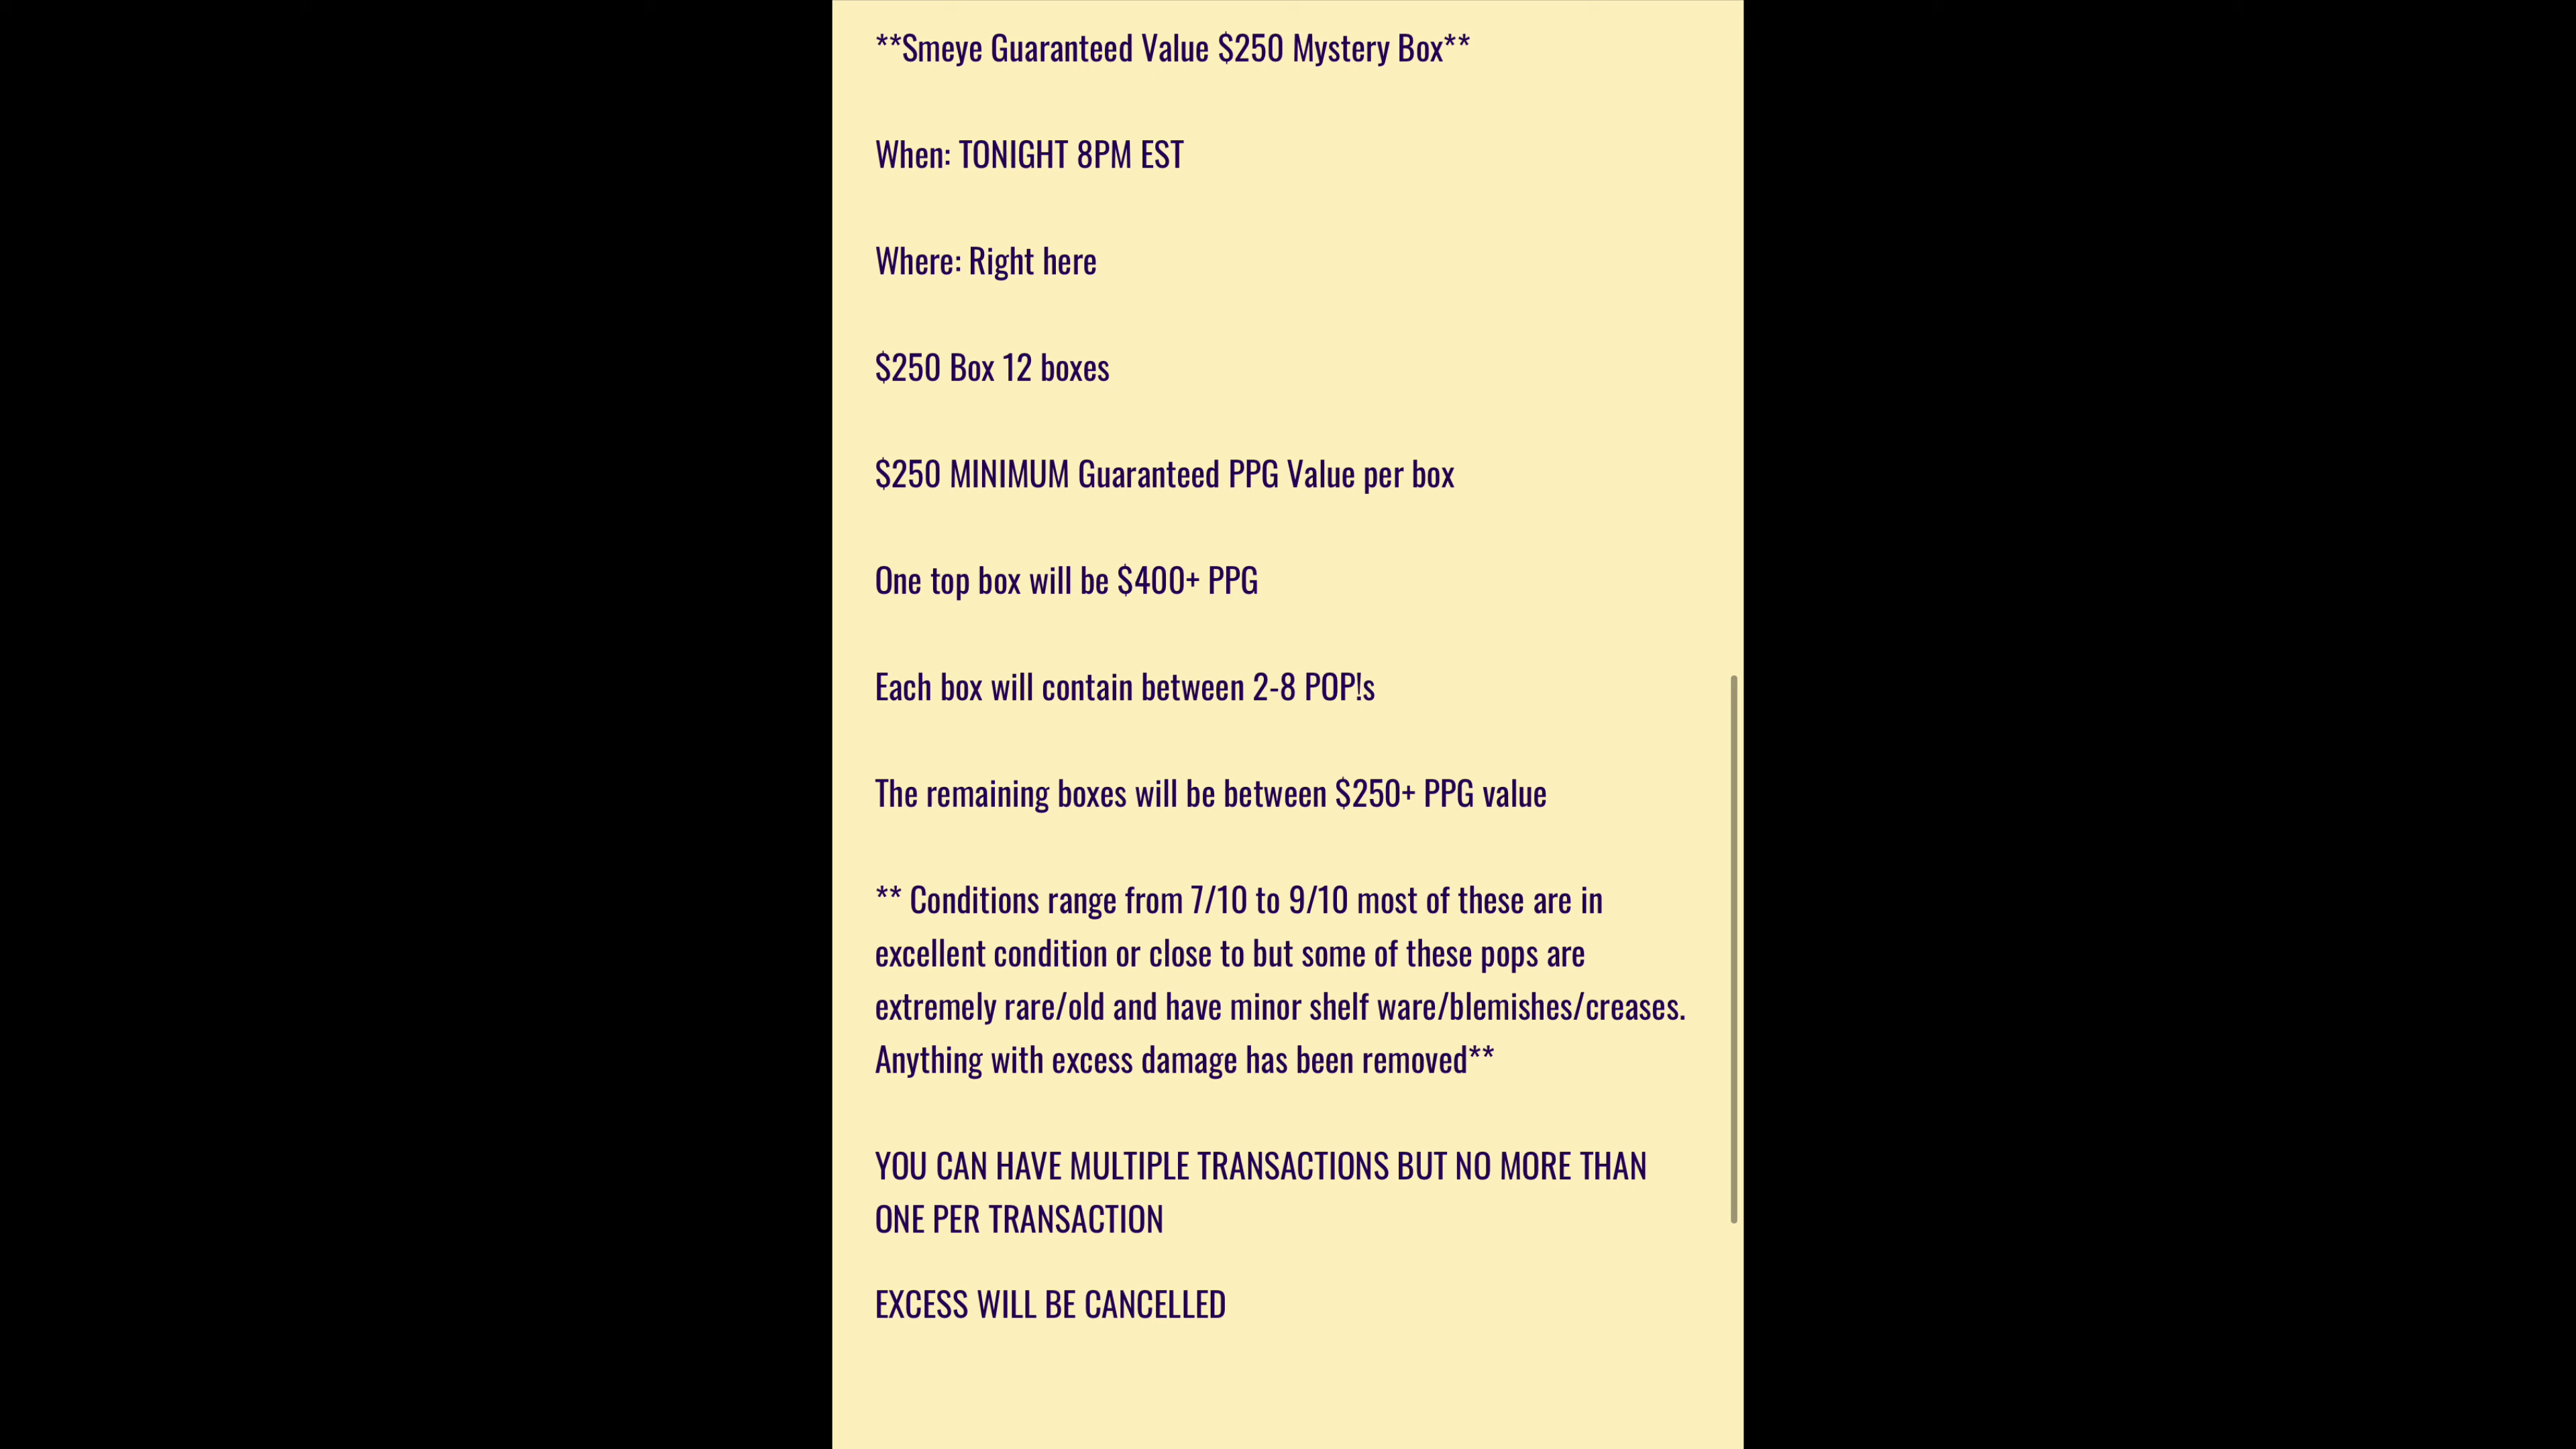 **Smeye Guaranteed Value $250 Mystery Box**
When: TONIGHT 8PM EST
Where: Right here
$250 Box 12 boxes
$250 MINIMUM Guaranteed PPG Value per box
One top box will be $400+ PPG
Each box will contain between 2-8 POP!s
The remaining boxes will be between $250+ PPG value
** Conditions range from 7/10 to 9/10 most of these are in
excellent condition or close to but some of these pops are
extremely rare/old and have minor shelf ware/blemishes/creases.
Anything with excess damage has been removed**
YOU CAN HAVE MULTIPLE TRANSACTIONS BUT NO MORE THAN
ONE PER TRANSACTION
EXCESS WILL BE CANCELLED